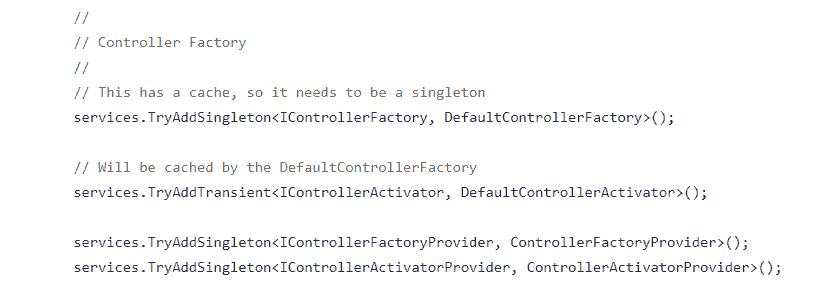 //
// Controller Factory
//
// This has a cache, so it needs to be a singleton
services.TryAddSingleton<IControllerFactory, DefaultControllerFactory>();
// Will be cached by the DefaultControllerFactory
services.TryAddTransient<IControllerActivator, DefaultControllerActivator>();
services.TryAddSingleton<IControllerFactoryProvider, ControllerFactoryProvider>();
services.TryAddSingleton<IControllerActivatorProvider, ControllerActivatorProvider>();